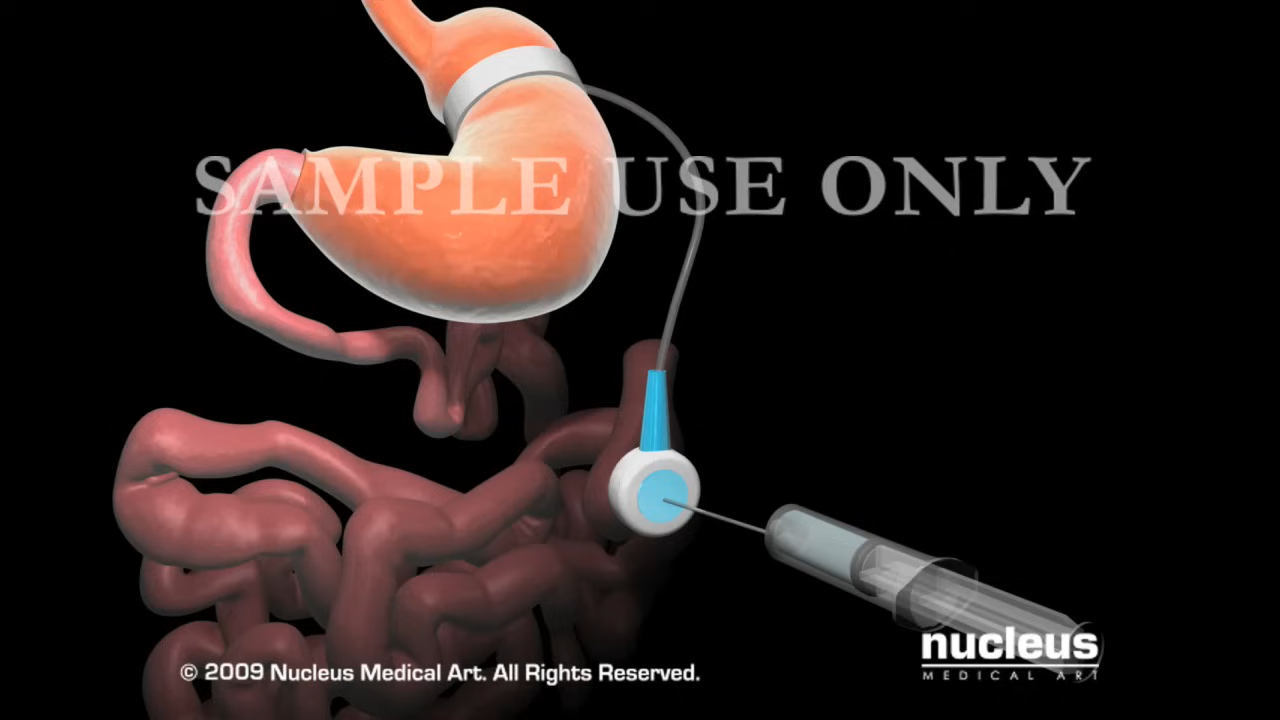 SAMPLE USE ONLY
© 2009 Nucleus Medical Art. All Rights Reserved.
nucleus
MEDICAL ART